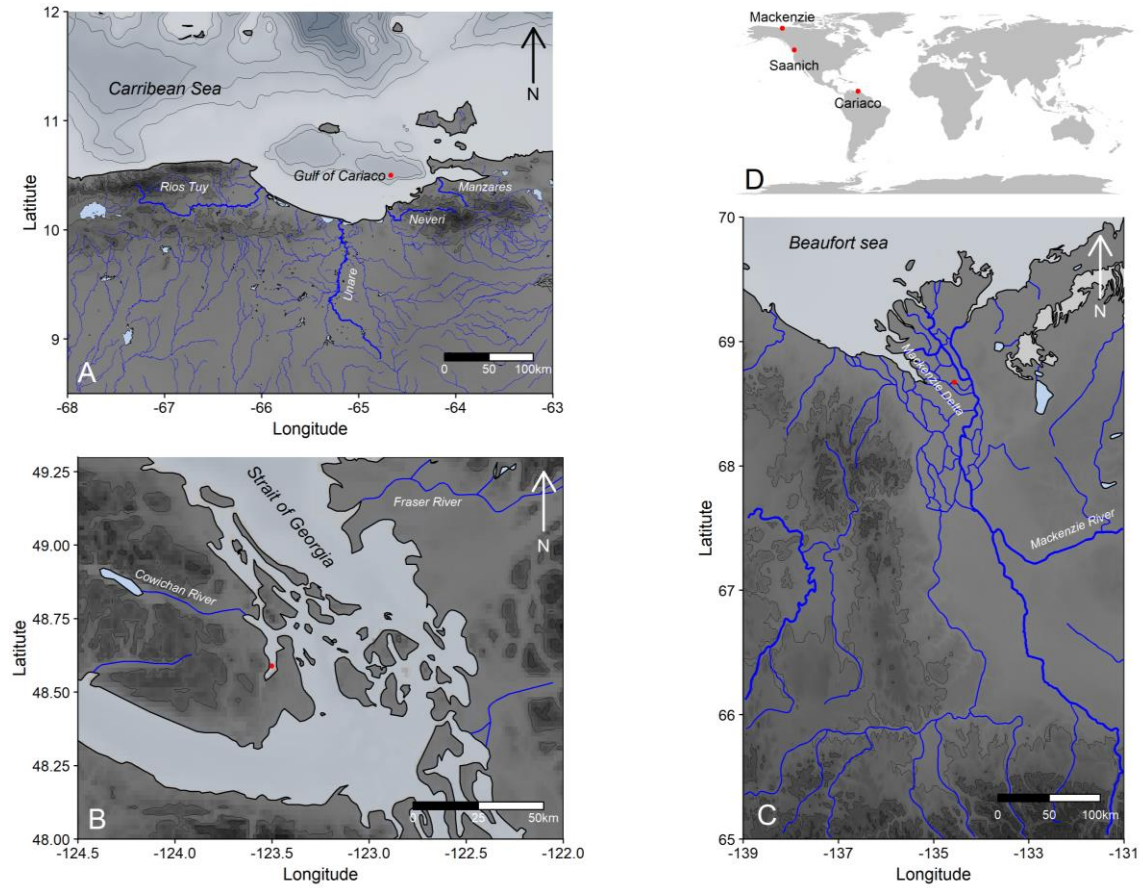 Carribean Sea
N
Gulf of Cariaco
Rios Tuy
Manzares
Neveri
Unare
A
0 50 100km
12
11
10
9
Latitute
-68 -67 -66 -65 -64 -63
Longitude
Mackenzie
Saanich
Cariaco
D
Strait of Georgia
Fraser River
N
Cowichan River
B
0 25 50km
49.25
49.00
48.75
48.50
48.25
48.00
Latitute
-124.5 -124.0 -123.5 -123.0 -122.5 -122.0
Longitude
Beaufort sea
N
Mackenzie Delta
Mackenzie River
C
0 50 100km
70
69
68
67
66
65
Latitute
-139 -137 -135 -133 -131
Longitude